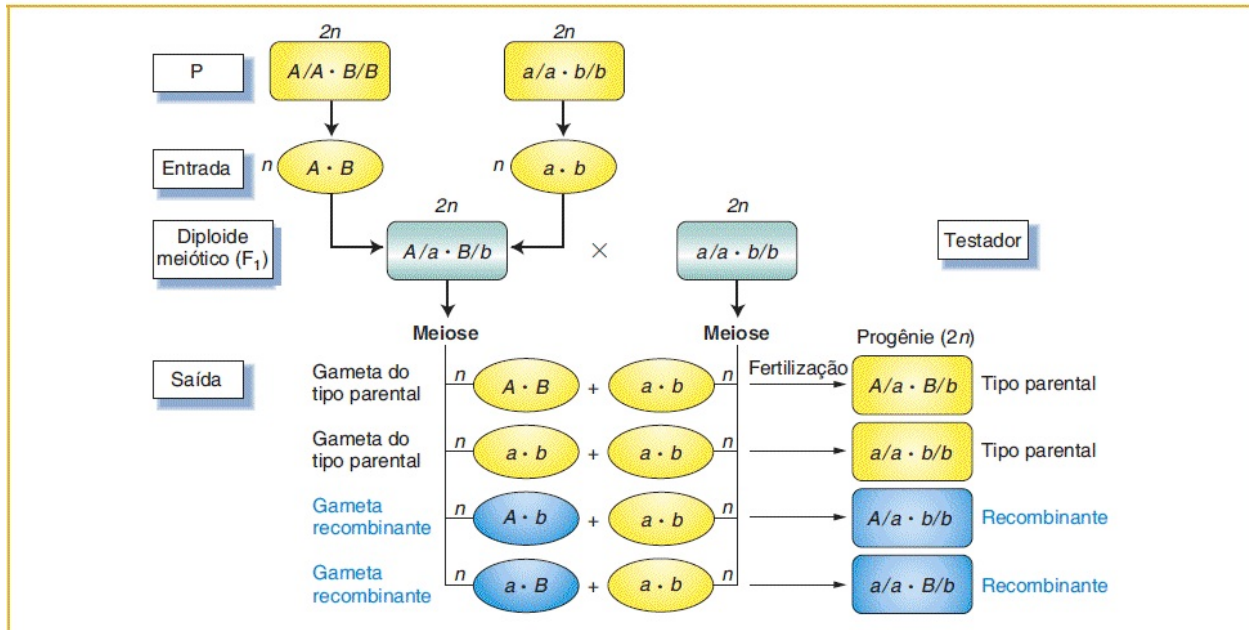 2n 2n
P A/A • B/B a/a • b/b
Entrada n A • B n a • b
2n 2n
Diploide
meiótico (F1) A/a • B/b × a/a • b/b Testador
Meiose Meiose Progênie (2n)
Saída
Gameta do
tipo parental n A • B + a • b n Fertilização A/a • B/b Tipo parental
Gameta do
tipo parental n a • b + a • b n a/a • b/b Tipo parental
Gameta
recombinante n A • b + a • b n A/a • b/b Recombinante
Gameta
recombinante n a • B + a • b n a/a • B/b Recombinante